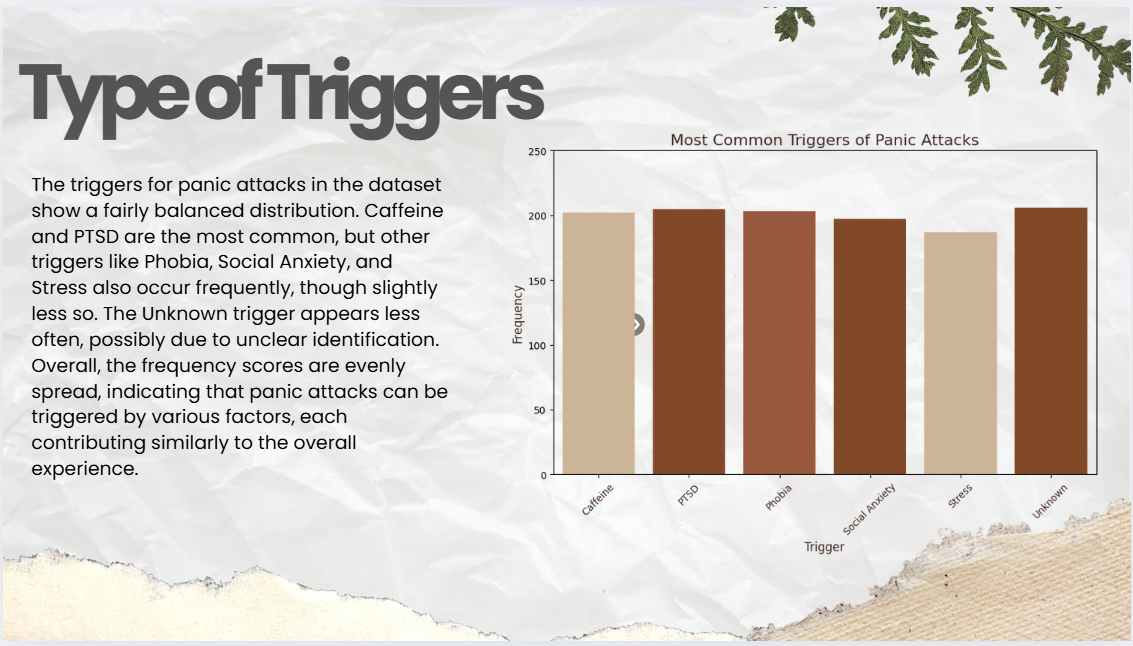 Type of Triggers
The triggers for panic attacks in the dataset
show a fairly balanced distribution. Caffeine
and PTSD are the most common, but other
triggers like Phobia, Social Anxiety, and
Stress also occur frequently, though slightly
less so. The Unknown trigger appears less
often, possibly due to unclear identification.
Overall, the frequency scores are evenly
spread, indicating that panic attacks can be
triggered by various factors, each
contributing similarly to the overall
experience.
Most Common Triggers of Panic Attacks
Frequency
250
200
150
100
50
0
Caffeine
PTSD
Phobia
Social Anxiety
Stress
Unknown
Trigger